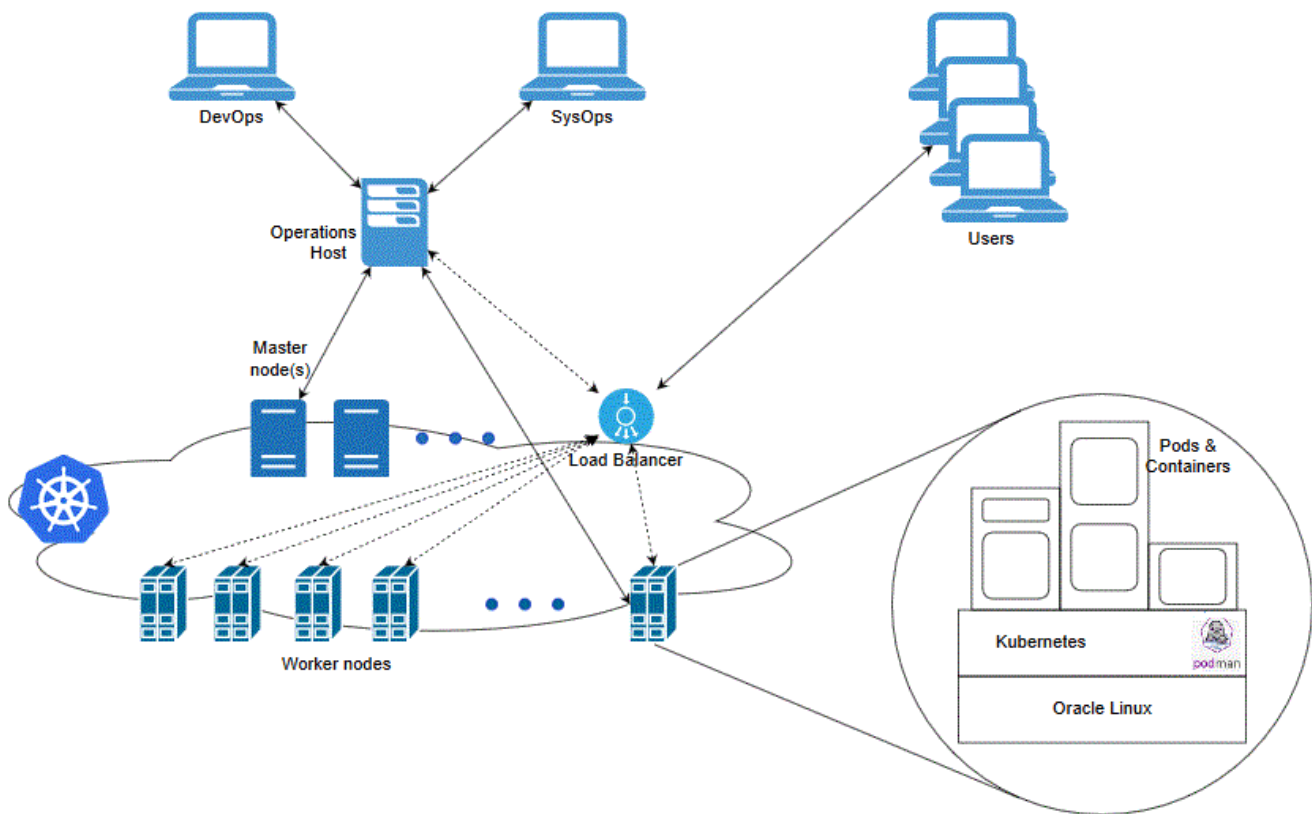 DevOps
SysOps
Users
Operations
Host
Master
node(s)
Load Balancer
Pods &
Containers
Kubernetes
podman
Oracle Linux
Worker nodes